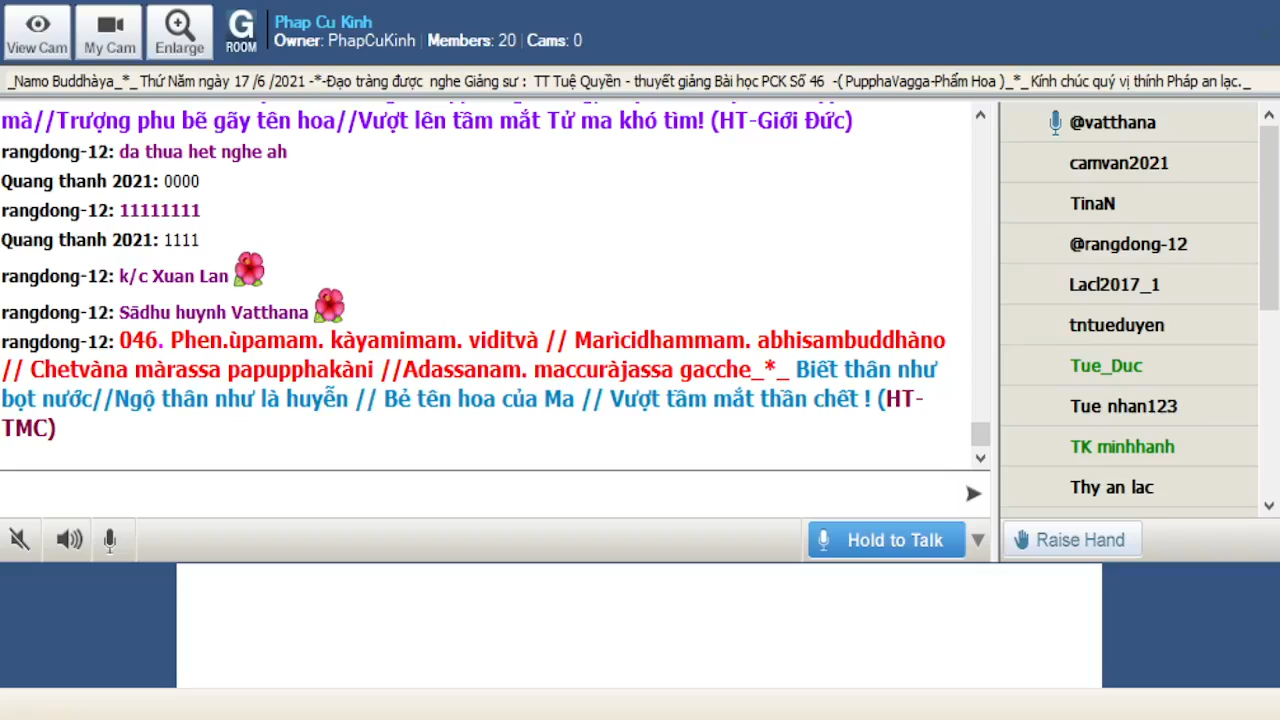 View Cam
My Cam
Enlarge
G
ROOM
Phap Cu Kinh
Owner: PhapCuKinh | Members: 20 | Cams: 0
_Namo Buddhàya_*_ Thứ Năm ngày 17 /6 /2021 -*-Đạo tràng được nghe Giảng sư : TT Tuệ Quyền - thuyết giảng Bài học PCK Số 46 -( PupphaVagga-Phẩm Hoa )_*_ Kính chúc quý vị thính Pháp an lạc._
mà//Trượng phu bẽ gãy tên hoa//Vượt lên tầm mắt Tử ma khó tìm! (HT-Giới Đức)
rangdong-12: da thua het nghe ah
Quang thanh 2021: 0000
rangdong-12: 11111111
Quang thanh 2021: 1111
rangdong-12: k/c Xuan Lan
rangdong-12: Sādhu huynh Vatthana
rangdong-12: 046. Phen.ùpamam. kàyamimam. viditvà // Marìcidhammam. abhisambuddhàno
// Chetvàna màrassa papupphakàni //Adassanam. maccuràjassa gacche_*_ Biết thân như
bọt nước//Ngộ thân như là huyễn // Bẻ tên hoa của Ma // Vượt tầm mắt thần chết ! (HT-
TMC)
@vatthana
camvan2021
TinaN
@rangdong-12
Lacl2017_1
tntueduyen
Tue_Duc
Tue nhan123
TK minhhanh
Thy an lac
Hold to Talk
Raise Hand